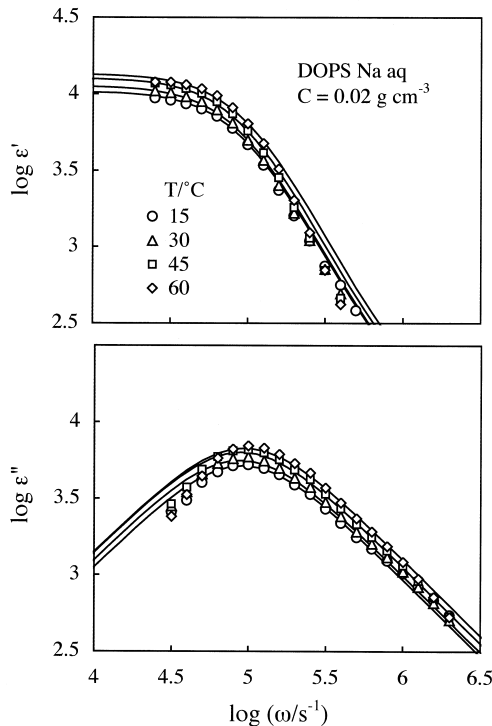 4.5
DOPS Na aq
C = 0.02 g cm⁻³
4
log ε'
3.5
T/˚C
15
30
3
45
60
2.5
4
log ε"
3.5
3
2.5
4 4.5 5 5.5 6 6.5
log (ω/s⁻¹)